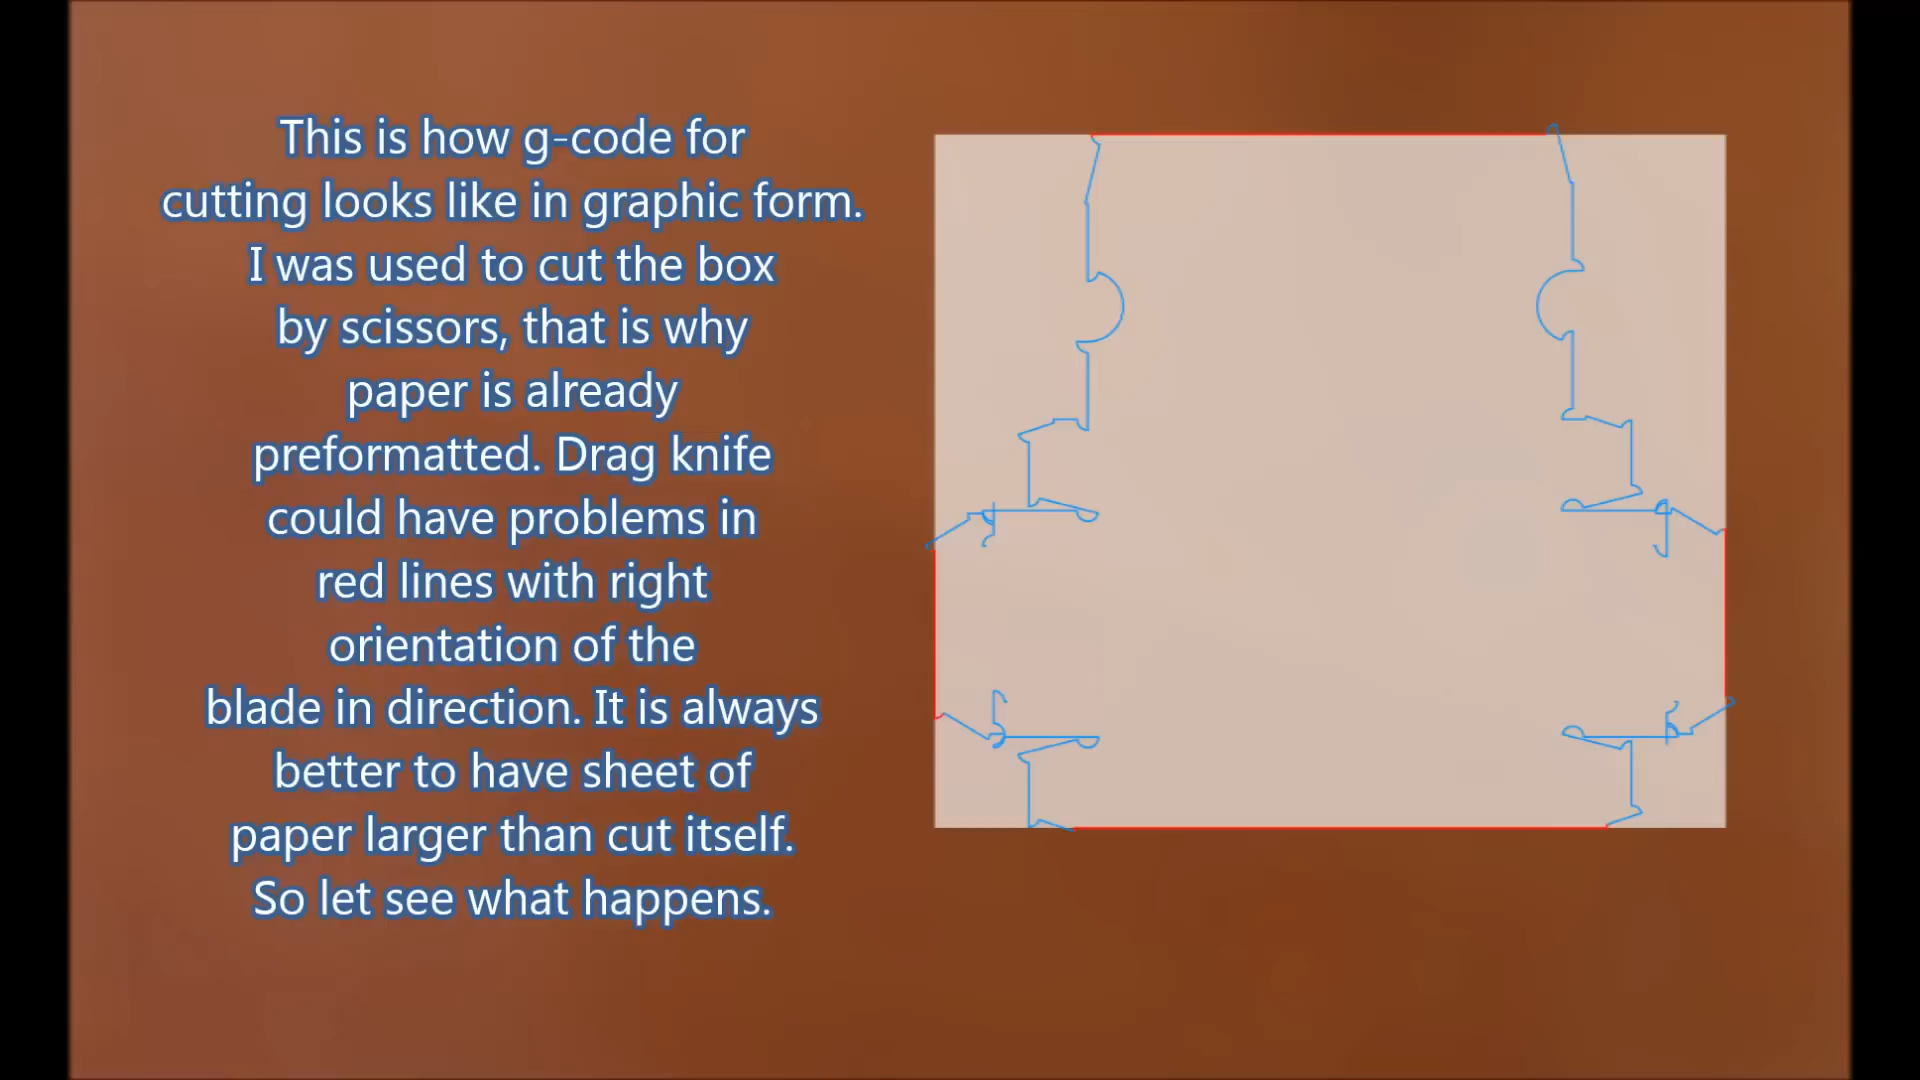 This is how g-code for
cutting looks like in graphic form.
I was used to cut the box
by scissors, that is why
paper is already
preformatted. Drag knife
could have problems in
red lines with right
orientation of the
blade in direction. It is always
better to have sheet of
paper larger than cut itself.
So let see what happens.